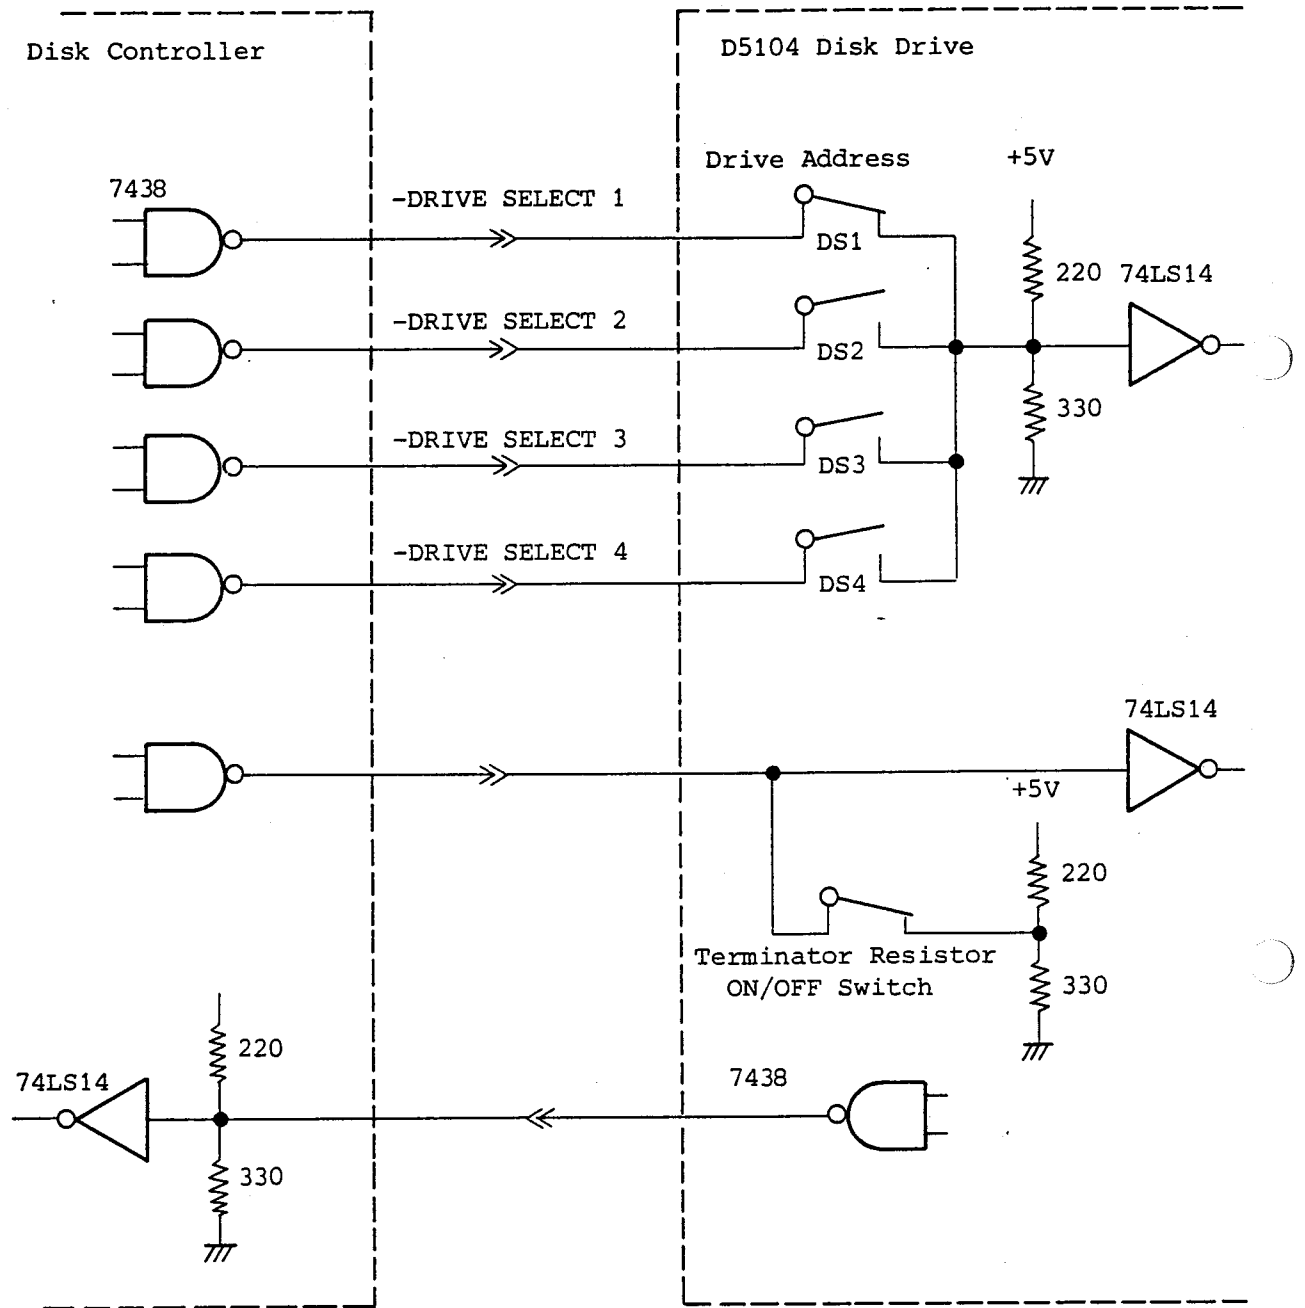 Disk Controller
D5104 Disk Drive
Drive Address
+5V
7438
-DRIVE SELECT 1
DS1
220
74LS14
-DRIVE SELECT 2
DS2
330
-DRIVE SELECT 3
DS3
-DRIVE SELECT 4
DS4
74LS14
+5V
220
Terminator Resistor
ON/OFF Switch
330
220
74LS14
7438
330